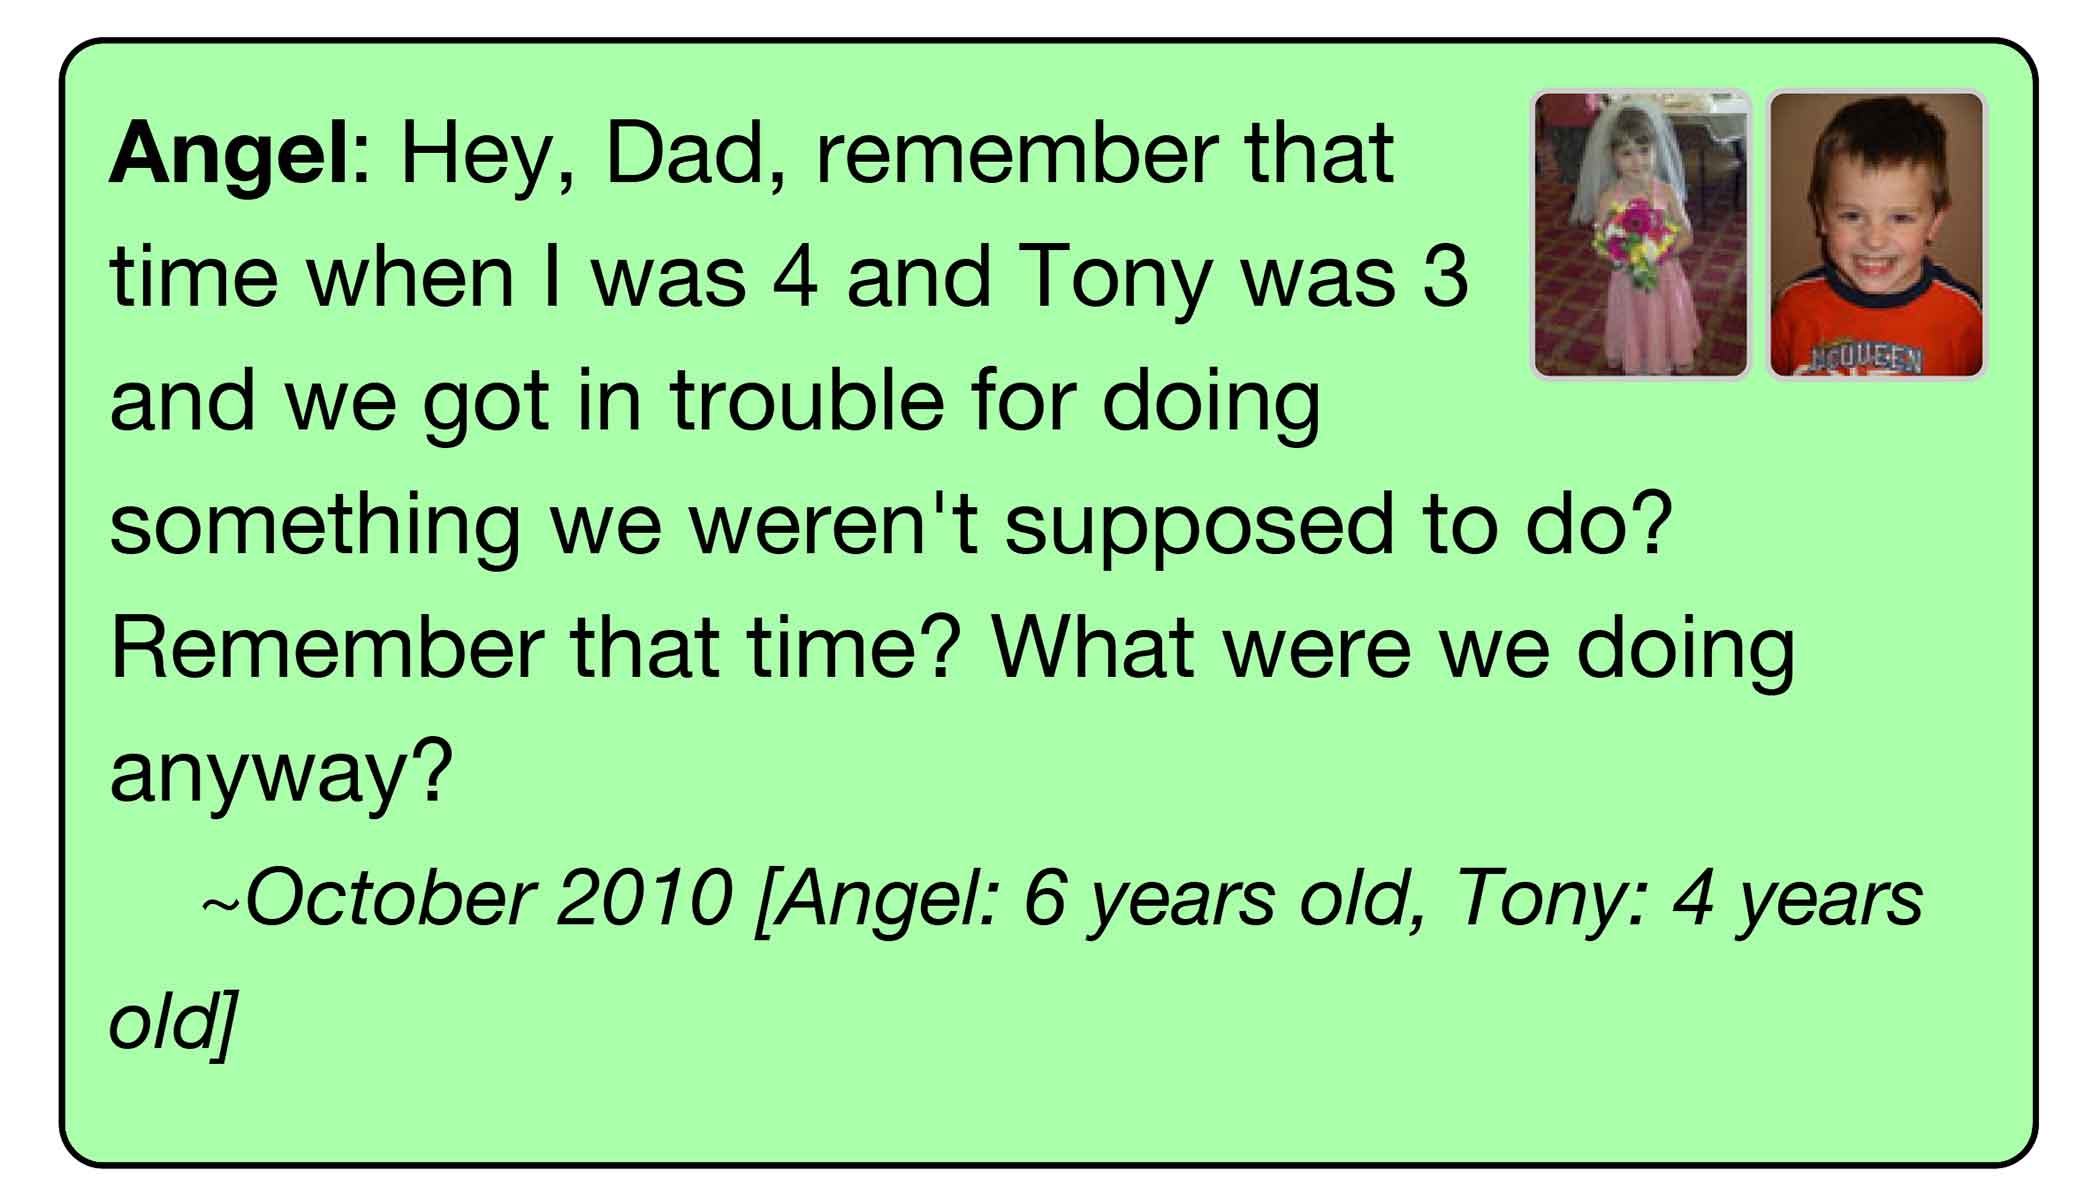 Angel: Hey, Dad, remember that
time when I was 4 and Tony was 3
and we got in trouble for doing
something we weren't supposed to do?
Remember that time? What were we doing
anyway?
~October 2010 [Angel: 6 years old, Tony: 4 years
old]
MCQUEEN